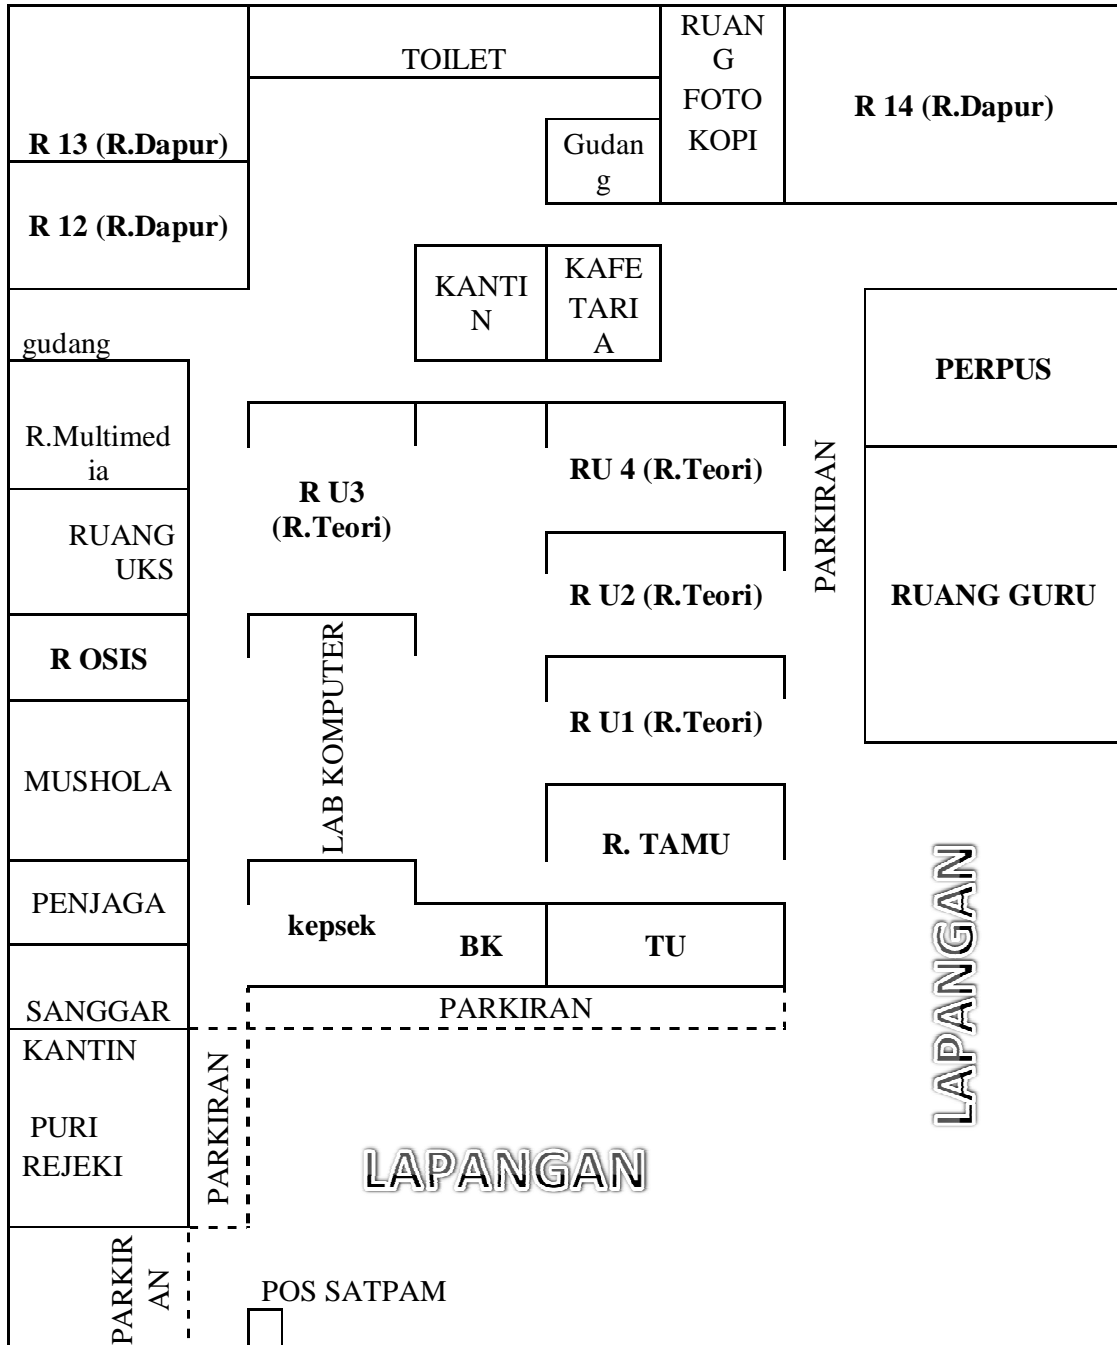 TOILET
RUAN
G
FOTO
KOPI
R 14 (R.Dapur)
R 13 (R.Dapur)
Gudan
g
R 12 (R.Dapur)
KANTI
N
KAFE
TARI
A
gudang
PERPUS
R.Multimed
ia
R U3
(R.Teori)
RU 4 (R.Teori)
PARKIRAN
RUANG
UKS
R U2 (R.Teori)
RUANG GURU
R OSIS
LAB KOMPUTER
R U1 (R.Teori)
MUSHOLA
R. TAMU
PENJAGA
kepsek
BK
TU
LAPANGAN
SANGGAR
PARKIRAN
KANTIN
PURI
REJEKI
PARKIRAN
LAPANGAN
PARKIR
AN
POS SATPAM